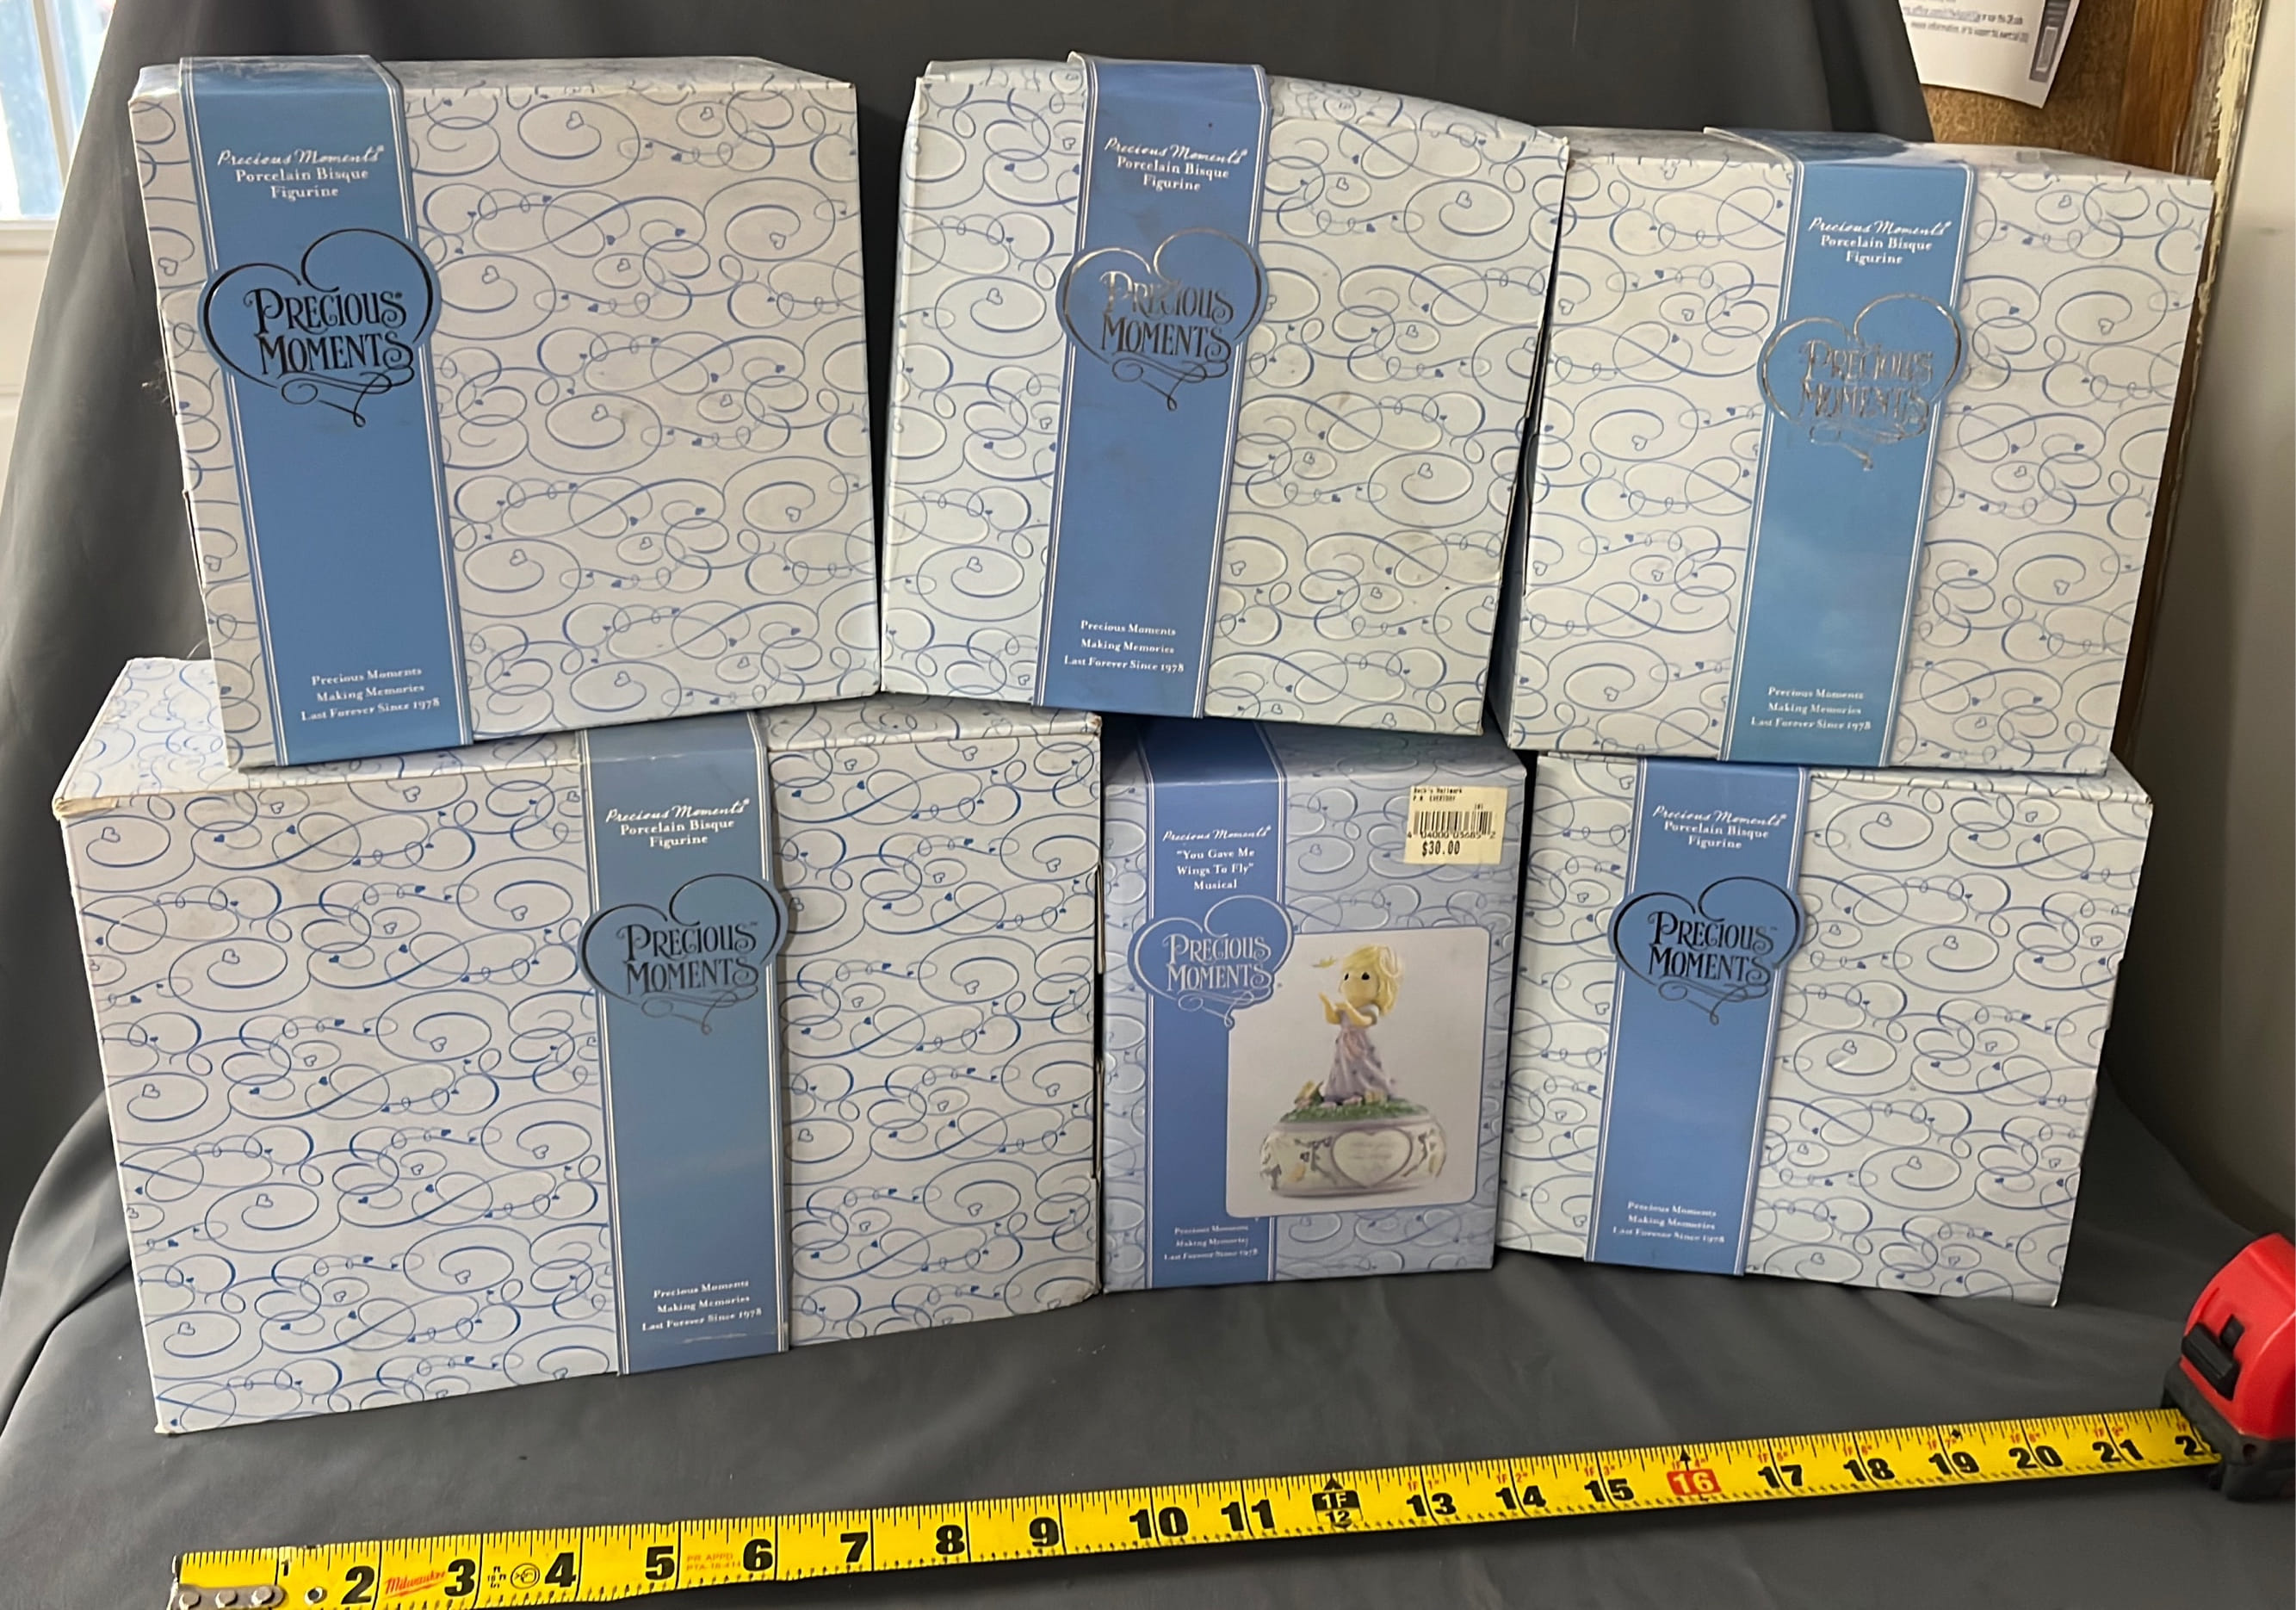 Precious Moments®
Porcelain Bisque
Figurine
PRECIOUS®
MOMENTS
Precious Moments
Making Memories
Last Forever Since 1978
Precious Moments®
Porcelain Bisque
Figurine
PRECIOUS
MOMENTS
Precious Moments
Making Memories
Last Forever Since 1978
Precious Moments®
Porcelain Bisque
Figurine
PRECIOUS
MOMENTS
Precious Moments
Making Memories
Last Forever Since 1978
Precious Moments®
Porcelain Bisque
Figurine
PRECIOUS™
MOMENTS
Precious Moments
Making Memories
Last Forever Since 1978
Precious Moments®
"You Gave Me
Wings To Fly"
Musical
PRECIOUS
MOMENTS
Precious Moments
Making Memories
Last Forever Since 1978
$30.00
Precious Moments®
Porcelain Bisque
Figurine
PRECIOUS™
MOMENTS
Precious Moments
Making Memories
Last Forever Since 1978
1 2 Milwaukee 3 4 5 6 7 8 9 10 11 1F 12 13 14 15 16 17 18 19 20 21 2